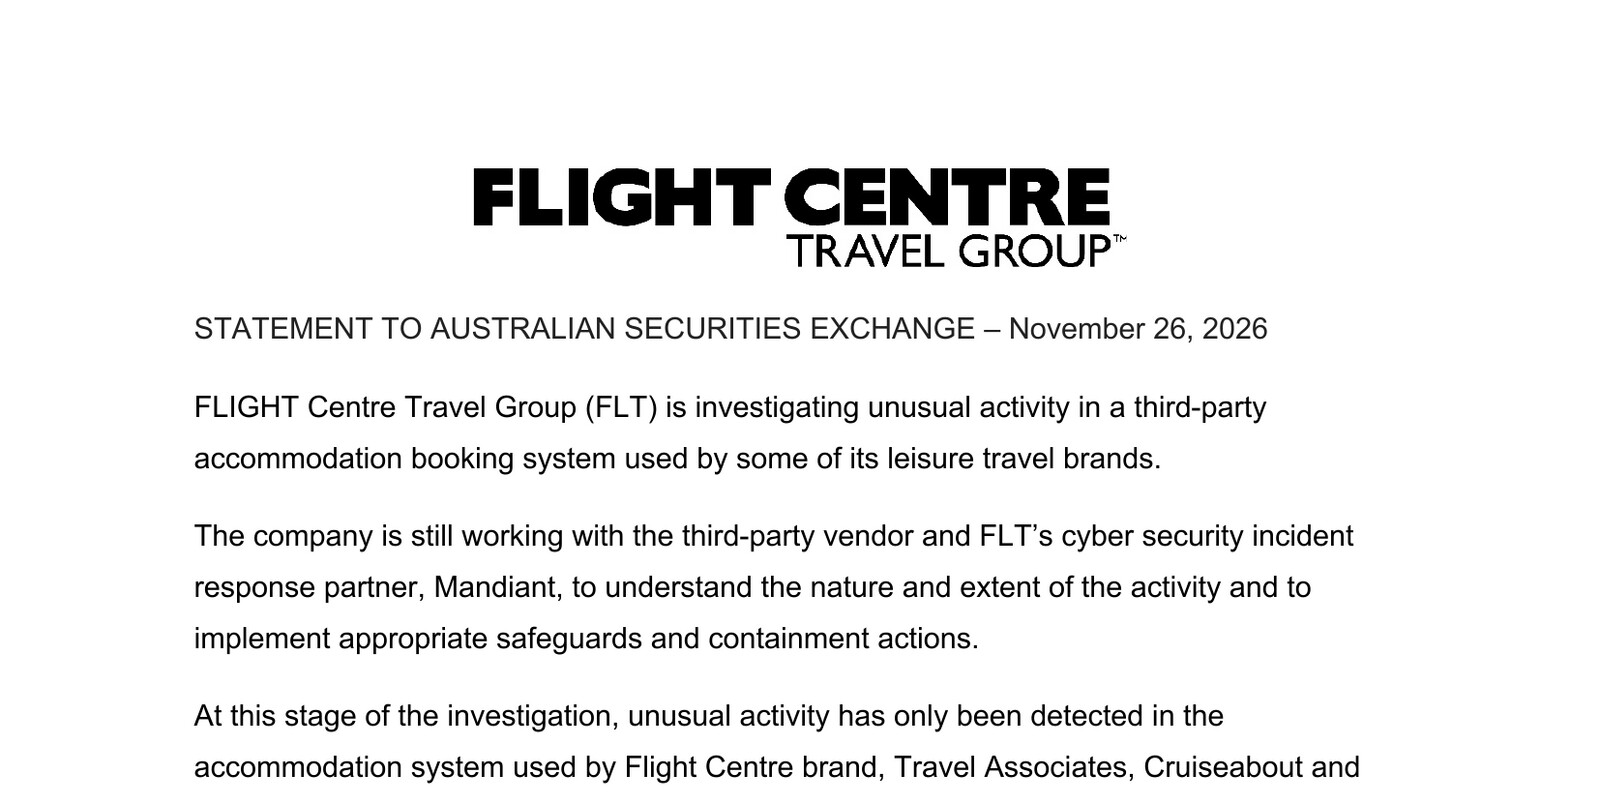 FLIGHT CENTRE
TRAVEL GROUP™
STATEMENT TO AUSTRALIAN SECURITIES EXCHANGE – November 26, 2026
FLIGHT Centre Travel Group (FLT) is investigating unusual activity in a third-party
accommodation booking system used by some of its leisure travel brands.
The company is still working with the third-party vendor and FLT’s cyber security incident
response partner, Mandiant, to understand the nature and extent of the activity and to
implement appropriate safeguards and containment actions.
At this stage of the investigation, unusual activity has only been detected in the
accommodation system used by Flight Centre brand, Travel Associates, Cruiseabout and